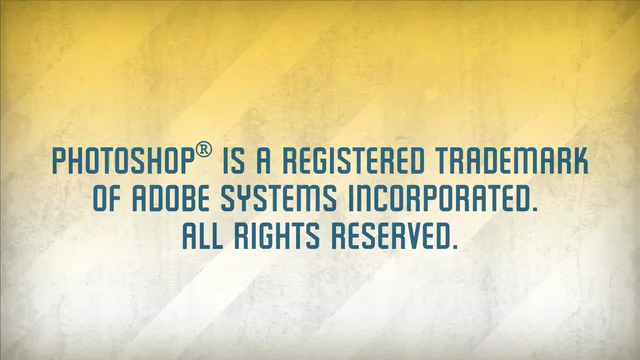 PHOTOSHOP® IS A REGISTERED TRADEMARK
OF ADOBE SYSTEMS INCORPORATED.
ALL RIGHTS RESERVED.